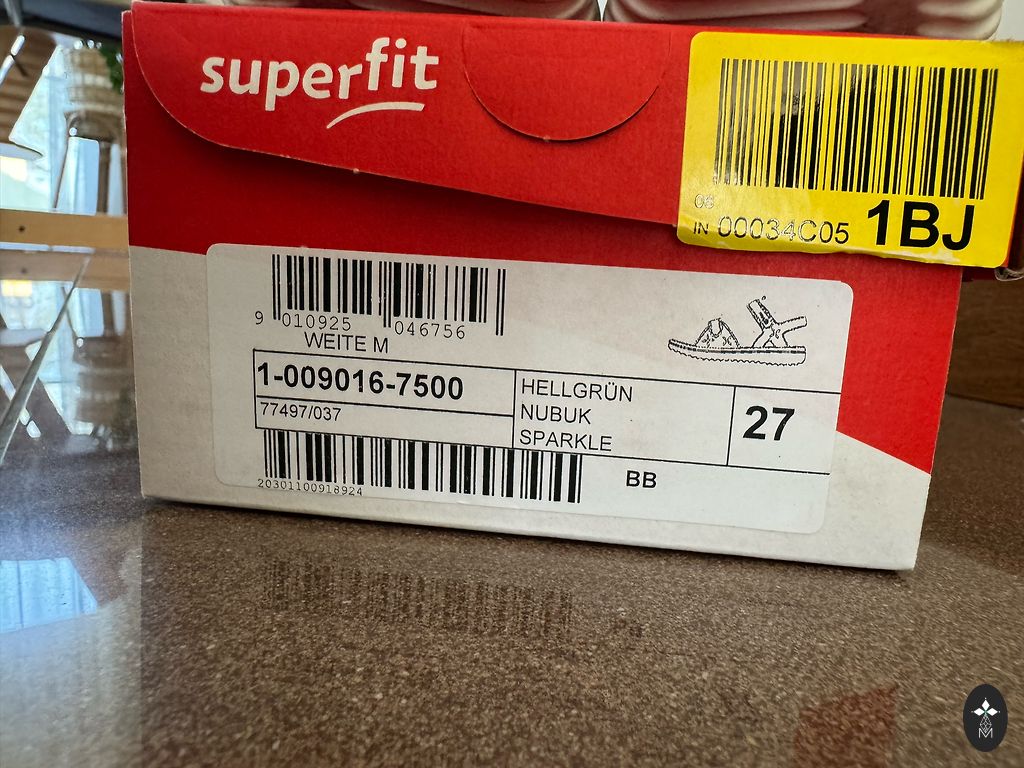 superfit
08
IN 00034C05 1BJ
9 010925 046756
WEITE M
1-009016-7500
77497/037
HELLGRÜN
NUBUK
SPARKLE
27
20301100918924
BB
M